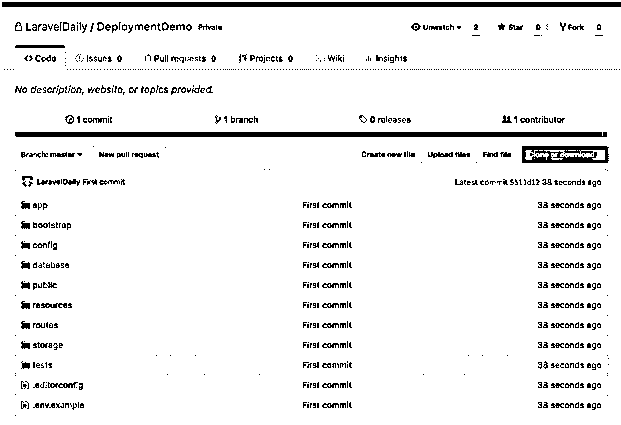 LaravelDaily / DeploymentDemo Private Unwatch 2 Star 0 Fork 0
Code Issues 0 Pull requests 0 Projects 0 Wiki Insights
No description, website, or topics provided.
1 commit 1 branch 0 releases 1 contributor
Branch: master New pull request Create new file Upload files Find file Clone or download
LaravelDaily First commit Latest commit 5511d12 38 seconds ago
app First commit 38 seconds ago
bootstrap First commit 38 seconds ago
config First commit 38 seconds ago
database First commit 38 seconds ago
public First commit 38 seconds ago
resources First commit 38 seconds ago
routes First commit 38 seconds ago
storage First commit 38 seconds ago
tests First commit 38 seconds ago
.editorconfig First commit 38 seconds ago
.env.example First commit 38 seconds ago